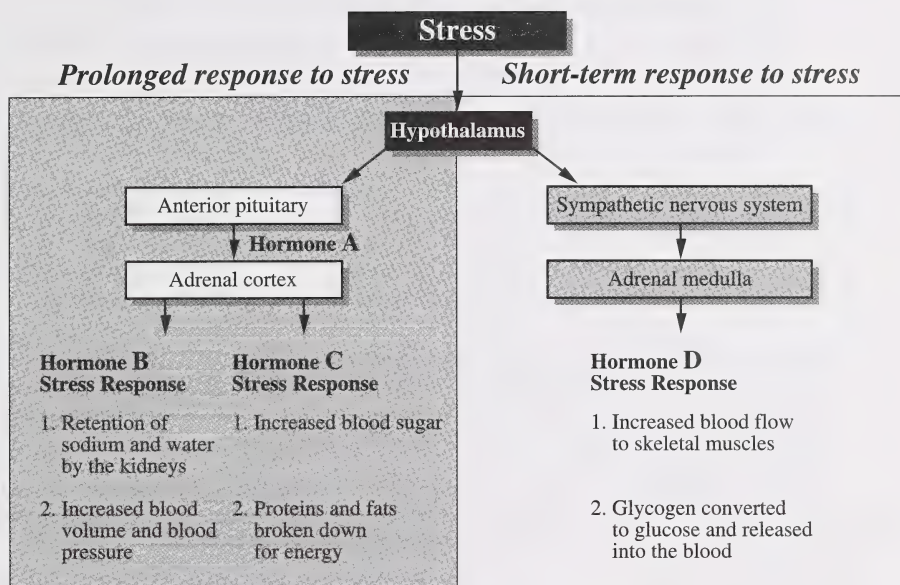 Stress
Prolonged response to stress
Short-term response to stress
Hypothalamus
Anterior pituitary
Hormone A
Adrenal cortex
Sympathetic nervous system
Adrenal medulla
Hormone B
Stress Response
1. Retention of
sodium and water
by the kidneys
2. Increased blood
volume and blood
pressure
Hormone C
Stress Response
1. Increased blood sugar
2. Proteins and fats
broken down
for energy
Hormone D
Stress Response
1. Increased blood flow
to skeletal muscles
2. Glycogen converted
to glucose and released
into the blood